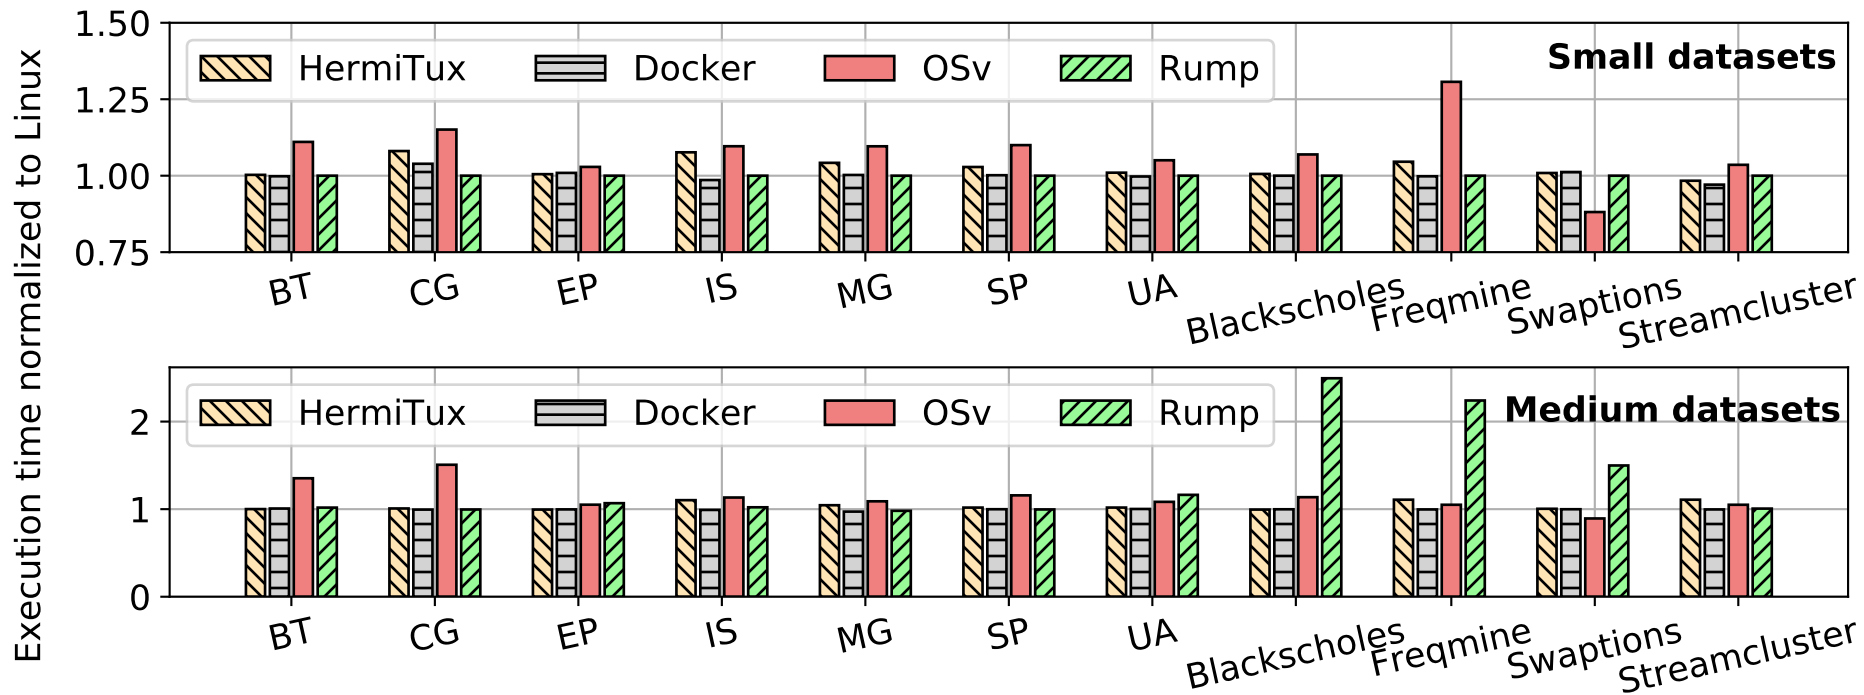 Execution time normalized to Linux
1.50
1.25
1.00
0.75
HermiTux Docker OSv Rump
Small datasets
BT CG EP IS MG SP UA Blackscholes Freqmine Swaptions Streamcluster
2
1
0
HermiTux Docker OSv Rump
Medium datasets
BT CG EP IS MG SP UA Blackscholes Freqmine Swaptions Streamcluster